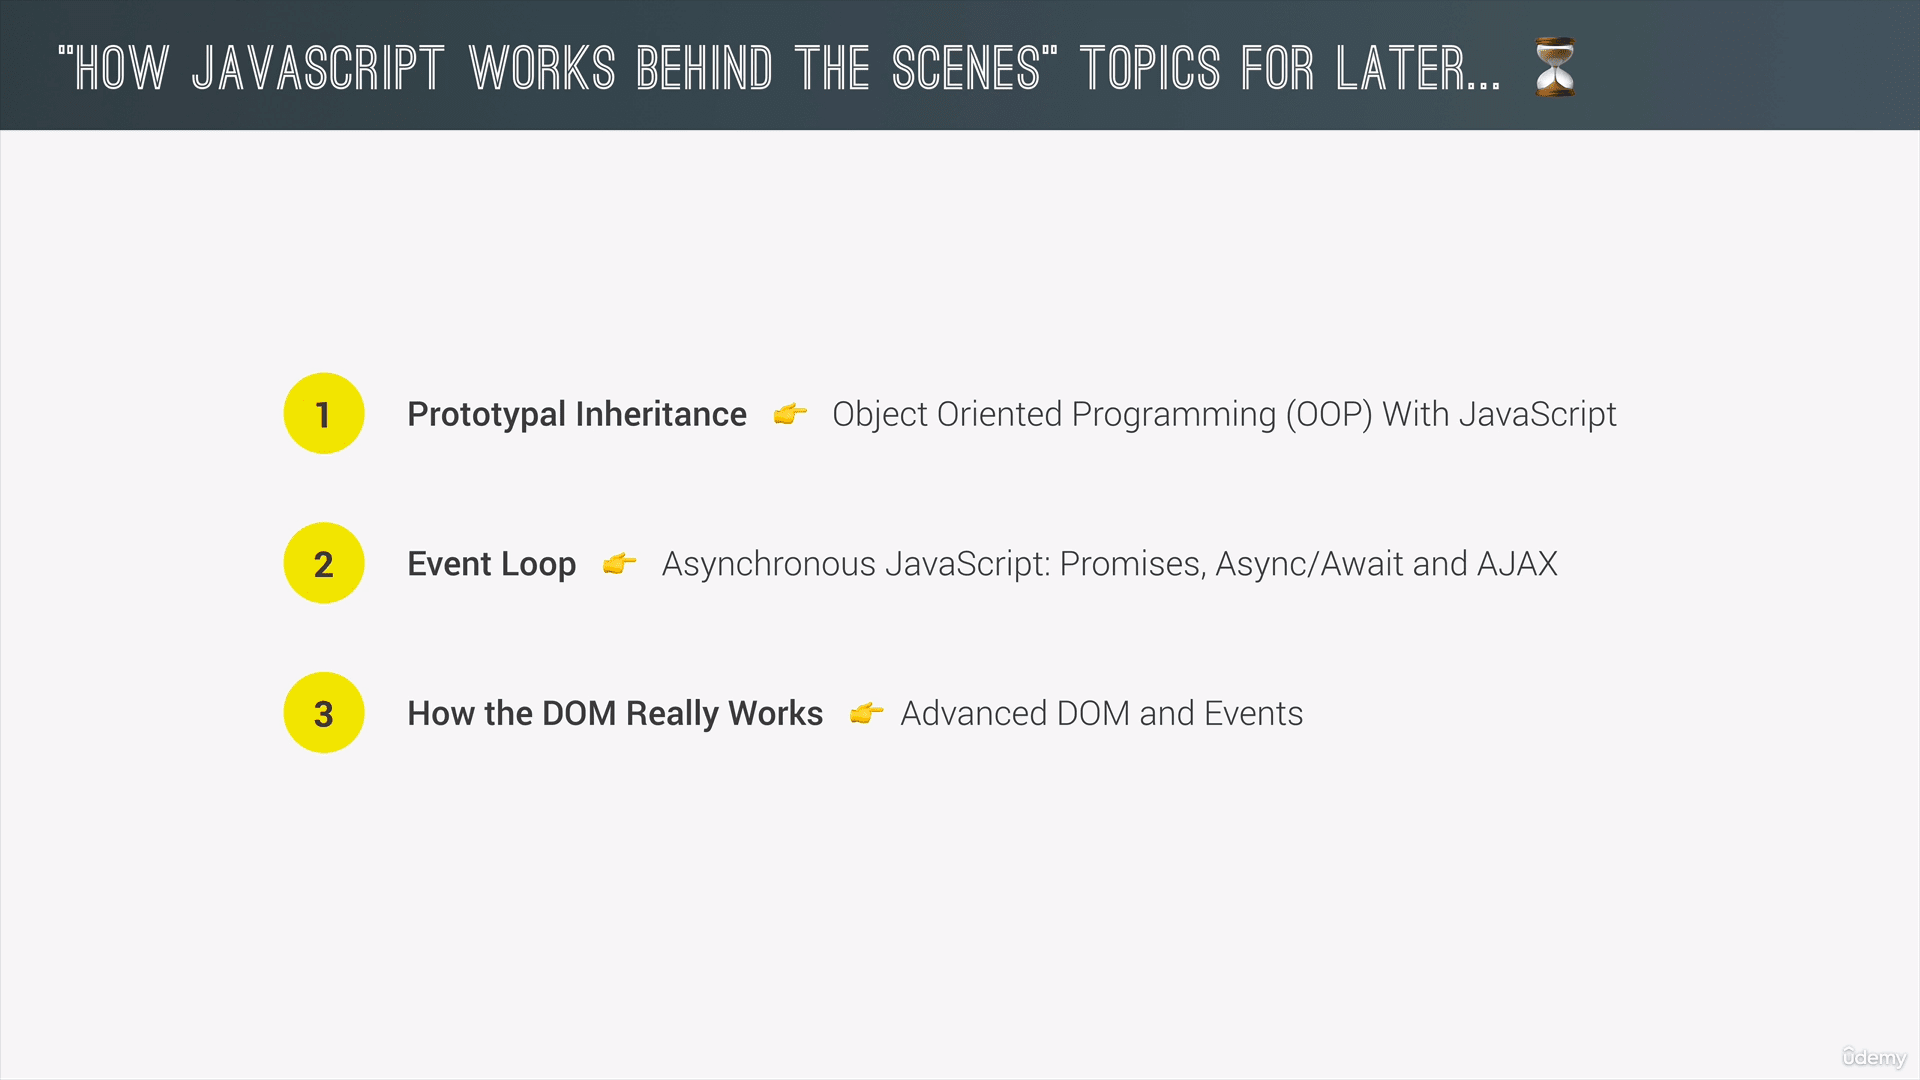 "HOW JAVASCRIPT WORKS BEHIND THE SCENES" TOPICS FOR LATER... ⏳
1 Prototypal Inheritance 👉 Object Oriented Programming (OOP) With JavaScript
2 Event Loop 👉 Asynchronous JavaScript: Promises, Async/Await and AJAX
3 How the DOM Really Works 👉 Advanced DOM and Events
ûdemy